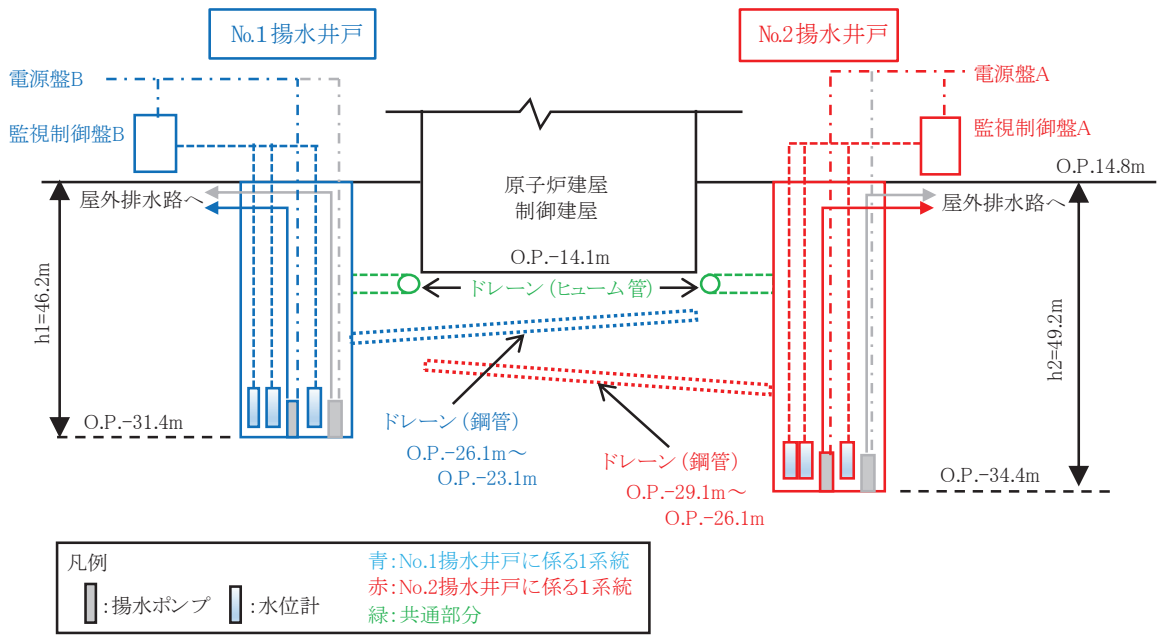 No.1揚水井戸
No.2揚水井戸
電源盤B
電源盤A
監視制御盤B
監視制御盤A
O.P.14.8m
屋外排水路へ
原子炉建屋
制御建屋
屋外排水路へ
O.P.-14.1m
ドレーン(ヒューム管)
h1=46.2m
h2=49.2m
O.P.-31.4m
ドレーン(鋼管)
O.P.-26.1m～
O.P.-23.1m
ドレーン(鋼管)
O.P.-29.1m～
O.P.-26.1m
O.P.-34.4m
凡例
:揚水ポンプ
:水位計
青:No.1揚水井戸に係る1系統
赤:No.2揚水井戸に係る1系統
緑:共通部分